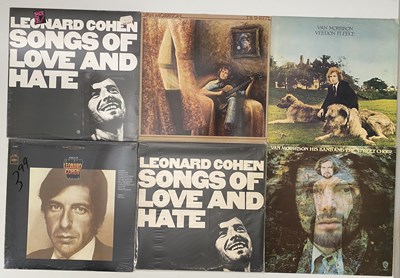 LEONARD COHEN
SONGS OF
LOVE AND
HATE
VAN MORRISON
VEEDON FLEECE
399
LEONARD COHEN
SONGS OF
LOVE AND
HATE
VAN MORRISON HIS BAND AND THE STREET CHOIR